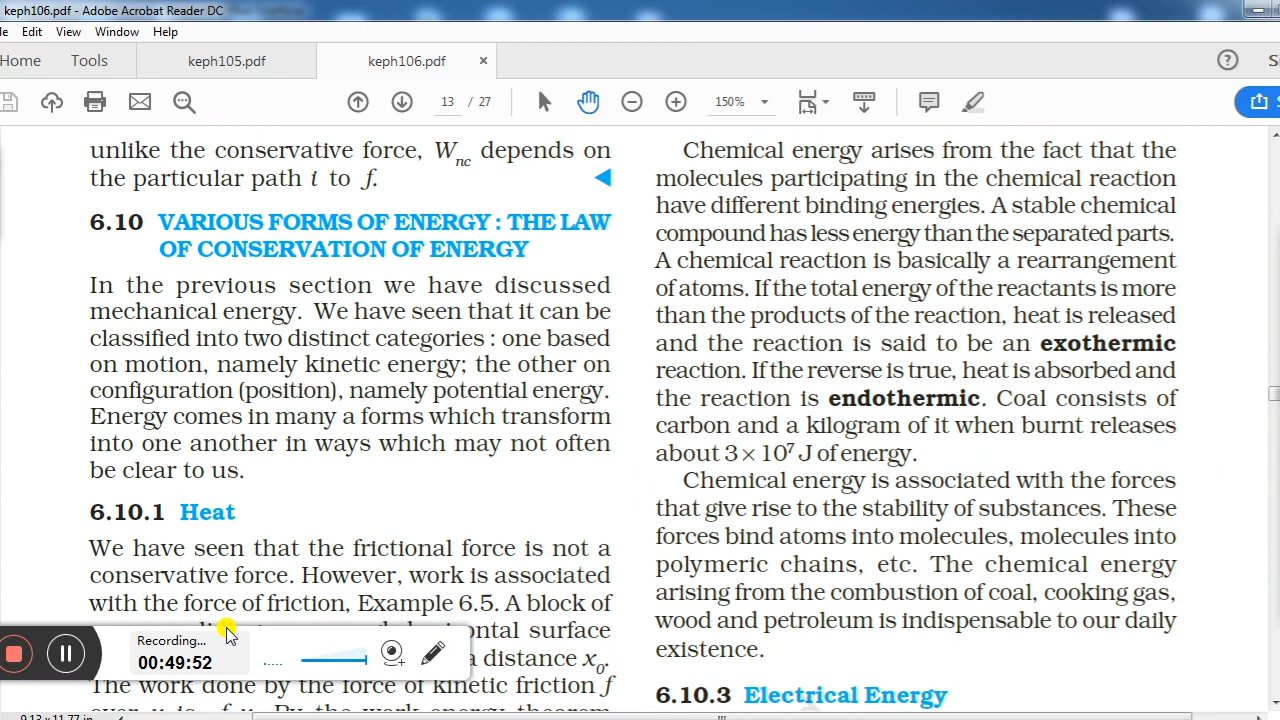 keph106.pdf - Adobe Acrobat Reader DC
Edit View Window Help
Home Tools keph105.pdf keph106.pdf ×
13 / 27 150%
unlike the conservative force, Wnc depends on
the particular path i to f.
6.10 VARIOUS FORMS OF ENERGY : THE LAW
OF CONSERVATION OF ENERGY
In the previous section we have discussed
mechanical energy. We have seen that it can be
classified into two distinct categories : one based
on motion, namely kinetic energy; the other on
configuration (position), namely potential energy.
Energy comes in many a forms which transform
into one another in ways which may not often
be clear to us.
6.10.1 Heat
We have seen that the frictional force is not a
conservative force. However, work is associated
with the force of friction, Example 6.5. A block of
surface
a distance x0.
The work done by the force of kinetic friction f
Recording...
00:49:52
Chemical energy arises from the fact that the
molecules participating in the chemical reaction
have different binding energies. A stable chemical
compound has less energy than the separated parts.
A chemical reaction is basically a rearrangement
of atoms. If the total energy of the reactants is more
than the products of the reaction, heat is released
and the reaction is said to be an exothermic
reaction. If the reverse is true, heat is absorbed and
the reaction is endothermic. Coal consists of
carbon and a kilogram of it when burnt releases
about 3 × 10⁷ J of energy.
Chemical energy is associated with the forces
that give rise to the stability of substances. These
forces bind atoms into molecules, molecules into
polymeric chains, etc. The chemical energy
arising from the combustion of coal, cooking gas,
wood and petroleum is indispensable to our daily
existence.
6.10.3 Electrical Energy